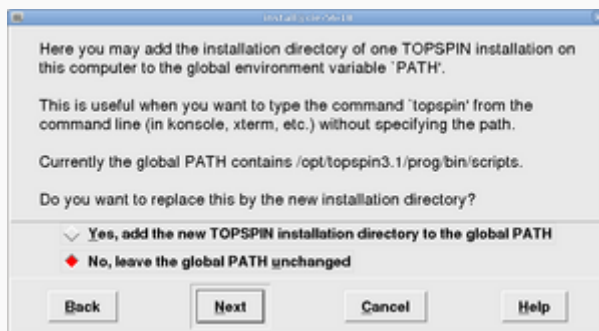 Here you may add the installation directory of one TOPSPIN installation on
this computer to the global environment variable `PATH'.
This is useful when you want to type the command `topspin' from the
command line (in konsole, xterm, etc.) without specifying the path.
Currently the global PATH contains /opt/topspin3.1/prog/bin/scripts.
Do you want to replace this by the new installation directory?
Yes, add the new TOPSPIN installation directory to the global PATH
No, leave the global PATH unchanged
Back Next Cancel Help